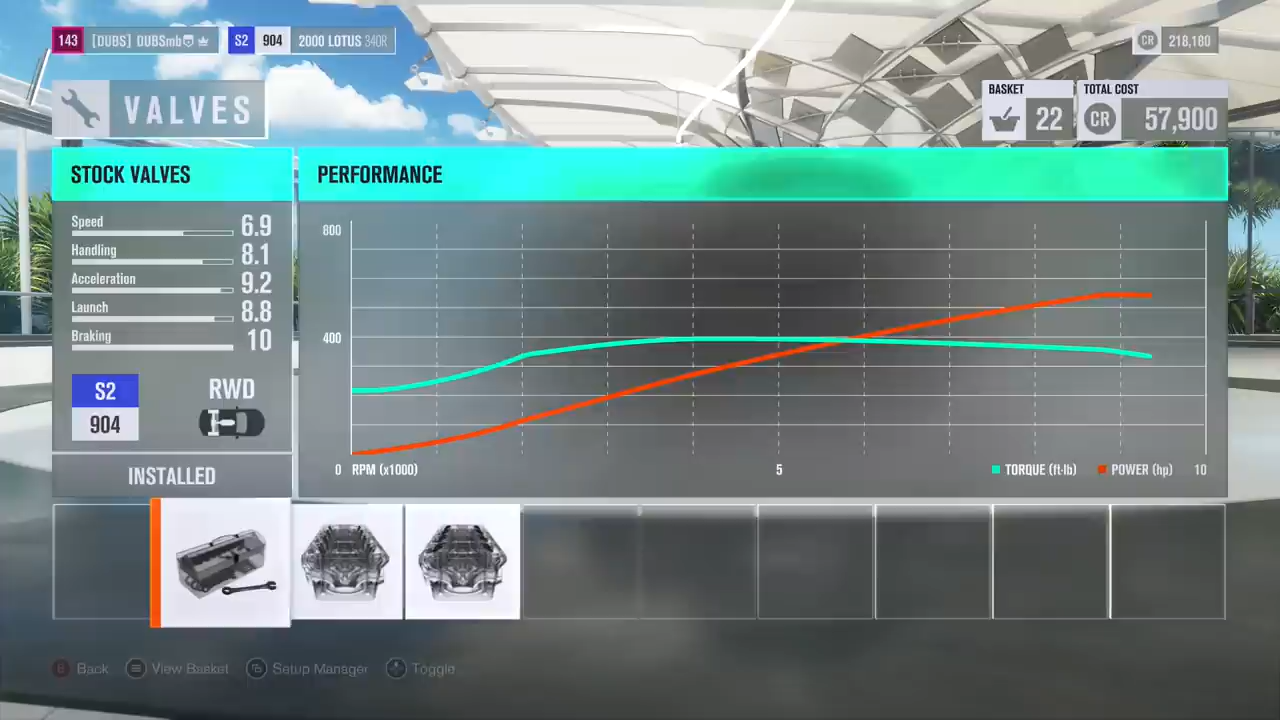 143 [DUBS] DUBSmb S2 904 2000 LOTUS 340R
CR 218,180
VALVES
BASKET 22
TOTAL COST CR 57,900
STOCK VALVES
Speed 6.9
Handling 8.1
Acceleration 9.2
Launch 8.8
Braking 10
S2 904
RWD
INSTALLED
PERFORMANCE
800
400
0 RPM (x1000) 5 TORQUE (ft-lb) POWER (hp) 10
B Back View Basket Setup Manager Toggle